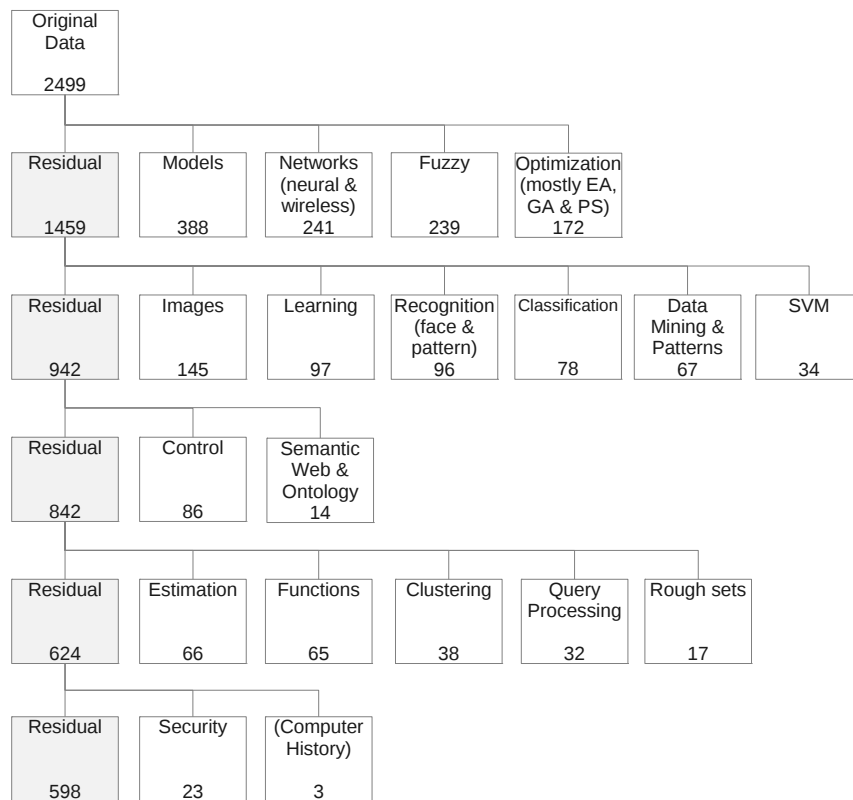 Original
Data
2499
Residual
1459
Models
388
Networks
(neural &
wireless)
241
Fuzzy
239
Optimization
(mostly EA,
GA & PS)
172
Residual
942
Images
145
Learning
97
Recognition
(face &
pattern)
96
Classification
78
Data
Mining &
Patterns
67
SVM
34
Residual
842
Control
86
Semantic
Web &
Ontology
14
Residual
624
Estimation
66
Functions
65
Clustering
38
Query
Processing
32
Rough sets
17
Residual
598
Security
23
(Computer
History)
3